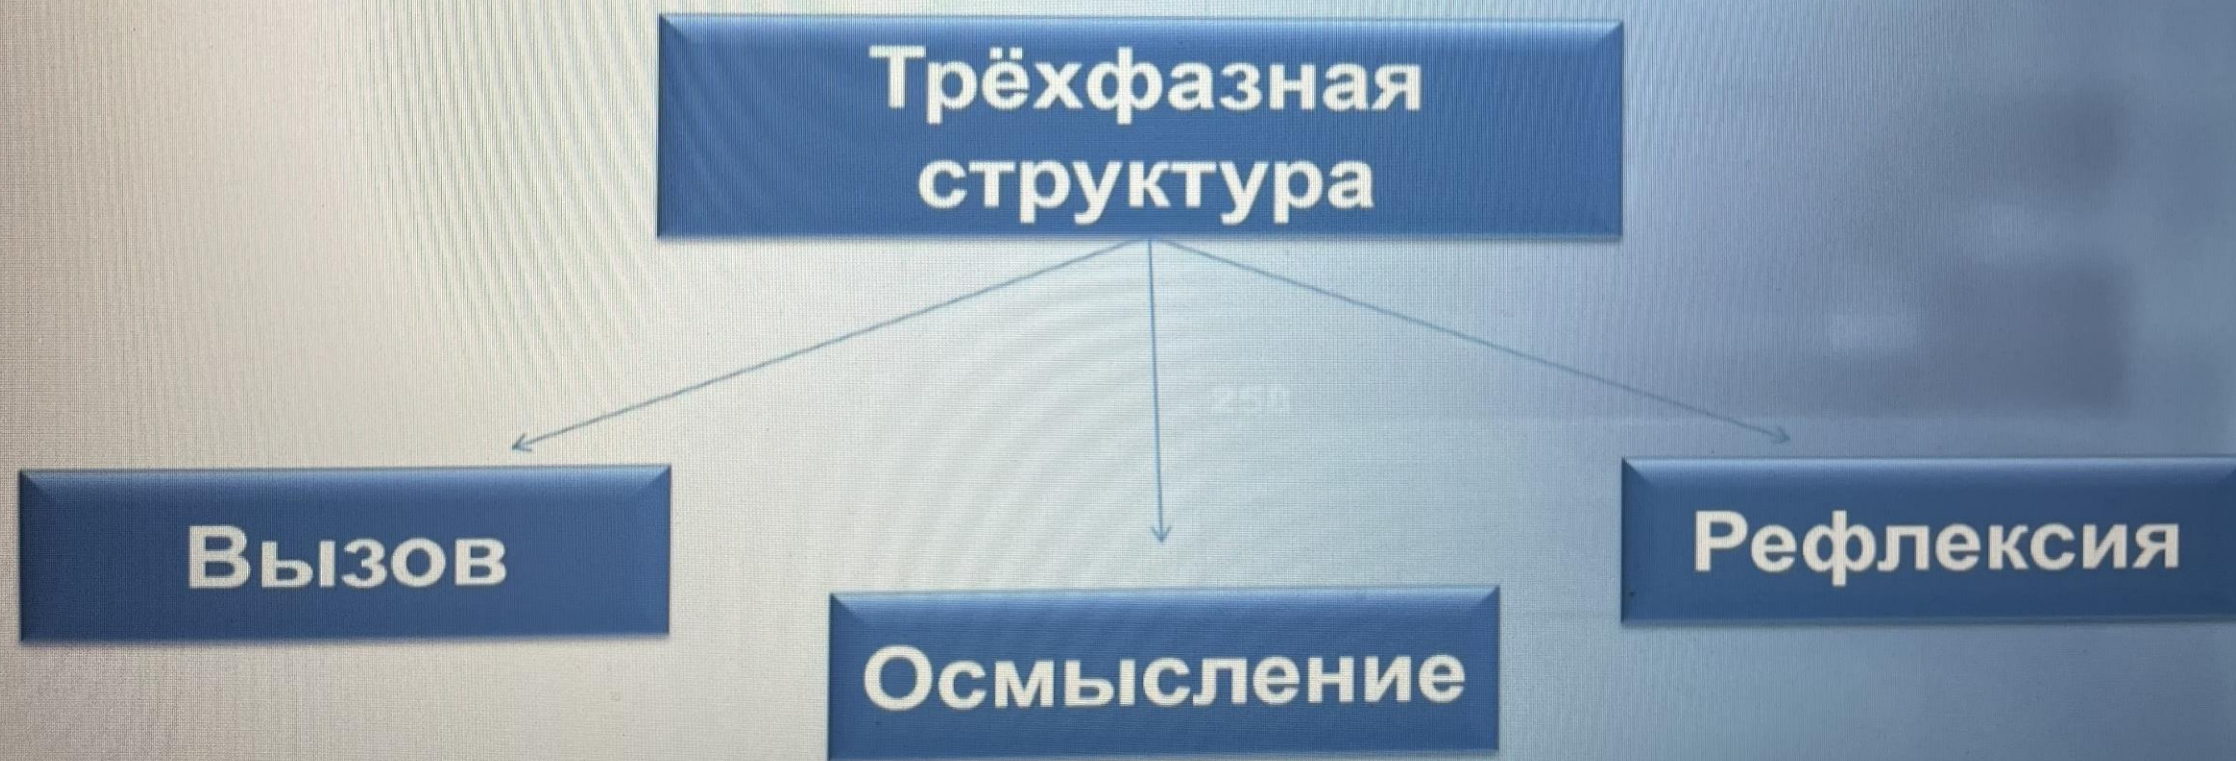 Трёхфазная
структура
Вызов
Рефлексия
Осмысление